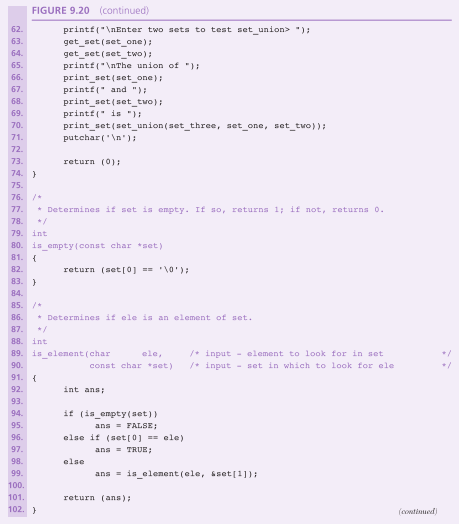 FIGURE 9.20 (continued)
62. printf("\nEnter two sets to test set_union> ");
63. get_set(set_one);
64. get_set(set_two);
65. printf("\nThe union of ");
66. print_set(set_one);
67. printf(" and ");
68. print_set(set_two);
69. printf(" is ");
70. print_set(set_union(set_three, set_one, set_two));
71. putchar('\n');
72.
73. return (0);
74. }
75.
76. /*
77. * Determines if set is empty. If so, returns 1; if not, returns 0.
78. */
79. int
80. is_empty(const char *set)
81. {
82. return (set[0] == '\0');
83. }
84.
85. /*
86. * Determines if ele is an element of set.
87. */
88. int
89. is_element(char ele, /* input - element to look for in set */
90. const char *set) /* input - set in which to look for ele */
91. {
92. int ans;
93.
94. if (is_empty(set))
95. ans = FALSE;
96. else if (set[0] == ele)
97. ans = TRUE;
98. else
99. ans = is_element(ele, &set[1]);
100.
101. return (ans);
102. }
(continued)